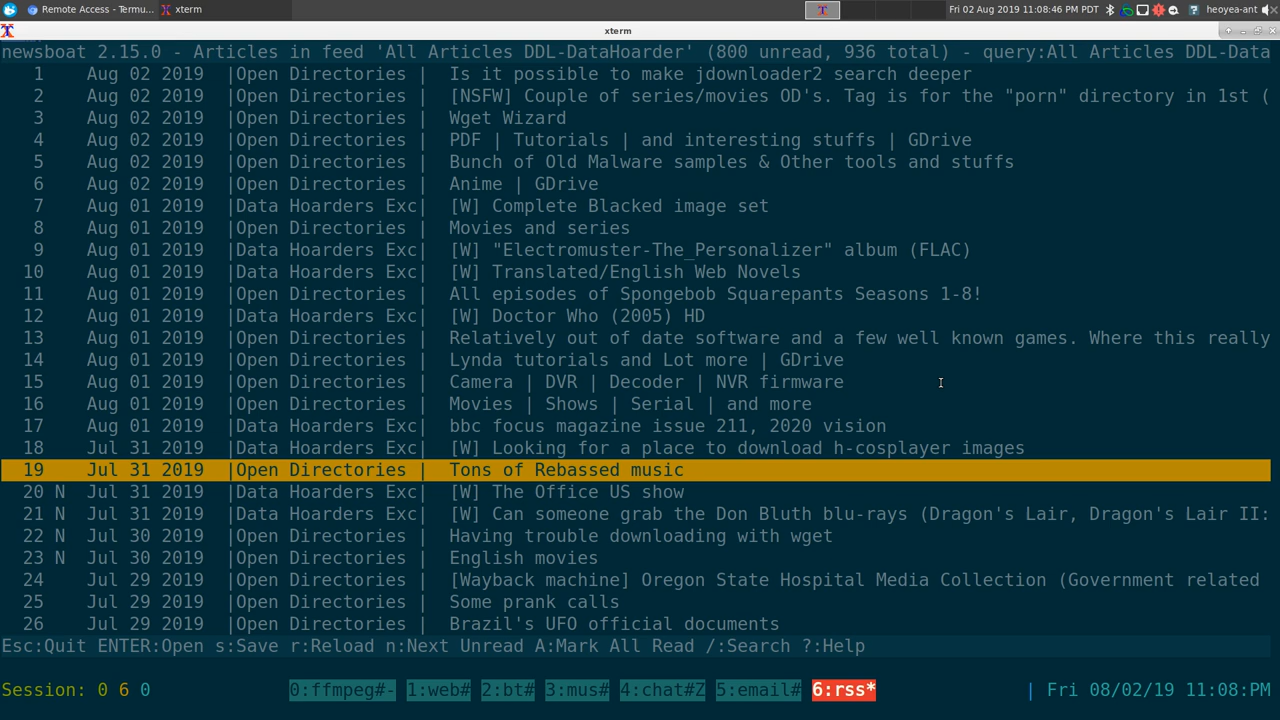 Remote Access - Termu... xterm Fri 02 Aug 2019 11:08:46 PM PDT heoyea-ant
xterm
newsboat 2.15.0 - Articles in feed 'All Articles DDL-DataHoarder' (800 unread, 936 total) - query:All Articles DDL-Data
1 Aug 02 2019 |Open Directories | Is it possible to make jdownloader2 search deeper
2 Aug 02 2019 |Open Directories | [NSFW] Couple of series/movies OD's. Tag is for the "porn" directory in 1st (
3 Aug 02 2019 |Open Directories | Wget Wizard
4 Aug 02 2019 |Open Directories | PDF | Tutorials | and interesting stuffs | GDrive
5 Aug 02 2019 |Open Directories | Bunch of Old Malware samples & Other tools and stuffs
6 Aug 02 2019 |Open Directories | Anime | GDrive
7 Aug 01 2019 |Data Hoarders Exc| [W] Complete Blacked image set
8 Aug 01 2019 |Open Directories | Movies and series
9 Aug 01 2019 |Data Hoarders Exc| [W] "Electromuster-The_Personalizer" album (FLAC)
10 Aug 01 2019 |Data Hoarders Exc| [W] Translated/English Web Novels
11 Aug 01 2019 |Open Directories | All episodes of Spongebob Squarepants Seasons 1-8!
12 Aug 01 2019 |Data Hoarders Exc| [W] Doctor Who (2005) HD
13 Aug 01 2019 |Open Directories | Relatively out of date software and a few well known games. Where this really
14 Aug 01 2019 |Open Directories | Lynda tutorials and Lot more | GDrive
15 Aug 01 2019 |Open Directories | Camera | DVR | Decoder | NVR firmware
16 Aug 01 2019 |Open Directories | Movies | Shows | Serial | and more
17 Aug 01 2019 |Data Hoarders Exc| bbc focus magazine issue 211, 2020 vision
18 Jul 31 2019 |Data Hoarders Exc| [W] Looking for a place to download h-cosplayer images
19 Jul 31 2019 |Open Directories | Tons of Rebassed music
20 N Jul 31 2019 |Data Hoarders Exc| [W] The Office US show
21 N Jul 31 2019 |Data Hoarders Exc| [W] Can someone grab the Don Bluth blu-rays (Dragon's Lair, Dragon's Lair II:
22 N Jul 30 2019 |Open Directories | Having trouble downloading with wget
23 N Jul 30 2019 |Open Directories | English movies
24 Jul 29 2019 |Open Directories | [Wayback machine] Oregon State Hospital Media Collection (Government related
25 Jul 29 2019 |Open Directories | Some prank calls
26 Jul 29 2019 |Open Directories | Brazil's UFO official documents
Esc:Quit ENTER:Open s:Save r:Reload n:Next Unread A:Mark All Read /:Search ?:Help
Session: 0 6 0 0:ffmpeg#- 1:web# 2:bt# 3:mus# 4:chat#Z 5:email# 6:rss* | Fri 08/02/19 11:08:PM